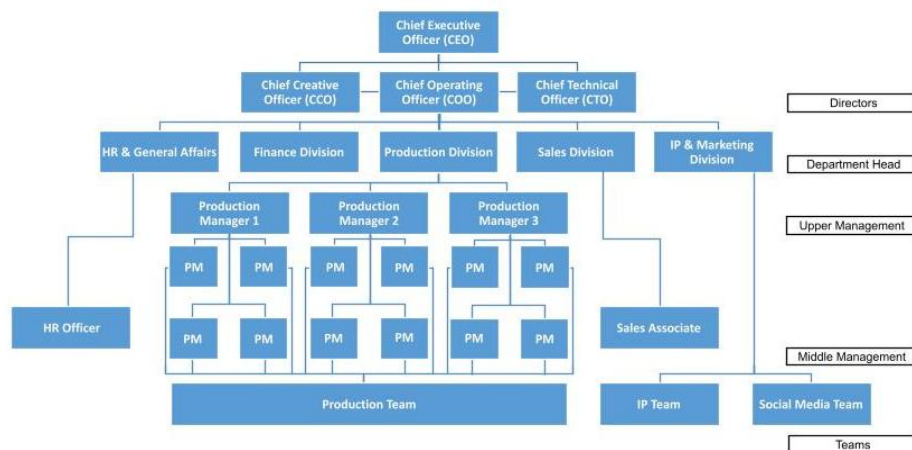 Chief Executive
Officer (CEO)
Chief Creative
Officer (CCO)
Chief Operating
Officer (COO)
Chief Technical
Officer (CTO)
Directors
HR & General Affairs
Finance Division
Production Division
Sales Division
IP & Marketing
Division
Department Head
Production
Manager 1
Production
Manager 2
Production
Manager 3
Upper Management
PM
PM
PM
PM
PM
PM
HR Officer
PM
PM
PM
PM
PM
PM
Sales Associate
Middle Management
Production Team
IP Team
Social Media Team
Teams